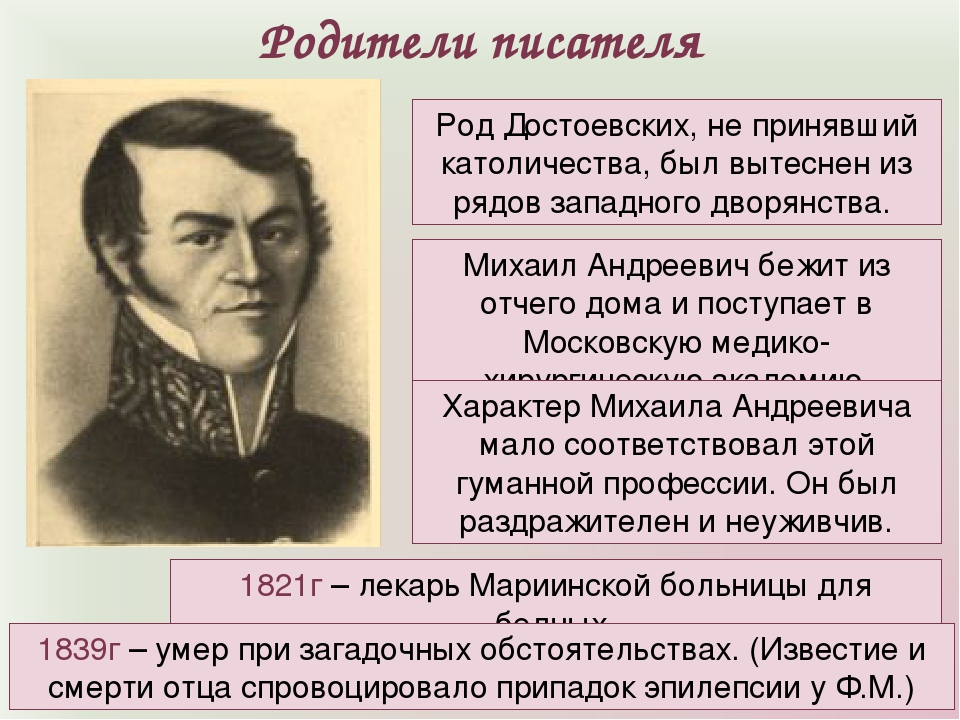 Родители писателя
Род Достоевских, не принявший
католичества, был вытеснен из
рядов западного дворянства.
Михаил Андреевич бежит из
отчего дома и поступает в
Московскую медико-
хирургическую академию
Характер Михаила Андреевича
мало соответствовал этой
гуманной профессии. Он был
раздражителен и неуживчив.
1821г – лекарь Мариинской больницы для
бедных
1839г – умер при загадочных обстоятельствах. (Известие и
смерти отца спровоцировало припадок эпилепсии у Ф.М.)